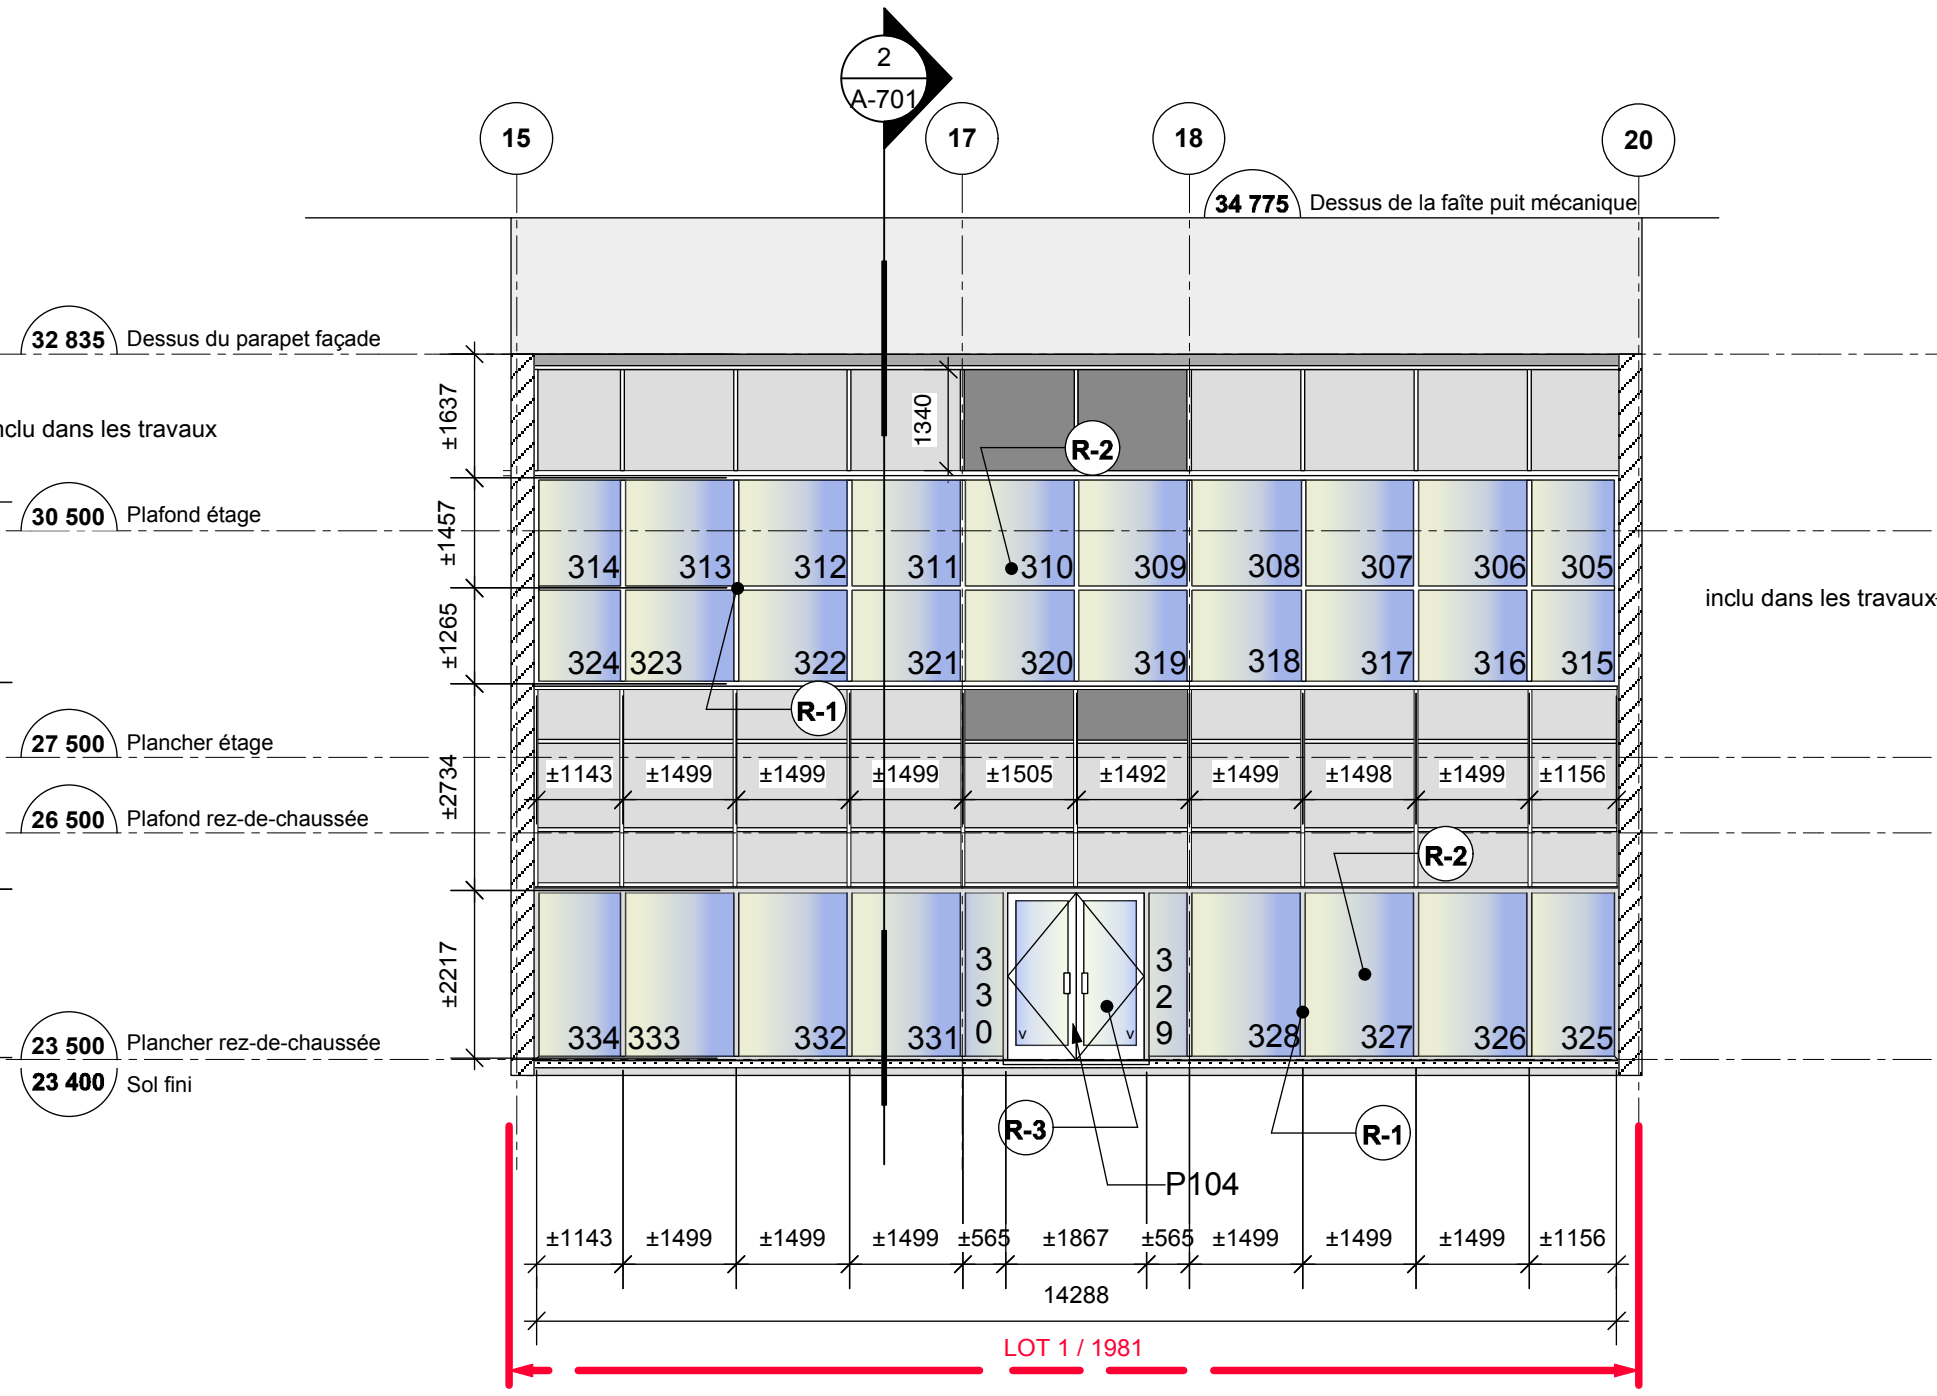 2
A-701
15
17
18
20
34 775 Dessus de la faîte puit mécanique
32 835 Dessus du parapet façade
±1637
1340
nclu dans les travaux
R-2
30 500 Plafond étage
±1457
314 313 312 311 310 309 308 307 306 305
inclu dans les travaux
±1265
324 323 322 321 320 319 318 317 316 315
R-1
27 500 Plancher étage
±2734
±1143 ±1499 ±1499 ±1499 ±1505 ±1492 ±1499 ±1498 ±1499 ±1156
26 500 Plafond rez-de-chaussée
R-2
±2217
334 333 332 331 330 329 328 327 326 325
23 500 Plancher rez-de-chaussée
23 400 Sol fini
R-3
R-1
P104
±1143 ±1499 ±1499 ±1499 ±565 ±1867 ±565 ±1499 ±1499 ±1499 ±1156
14288
LOT 1 / 1981